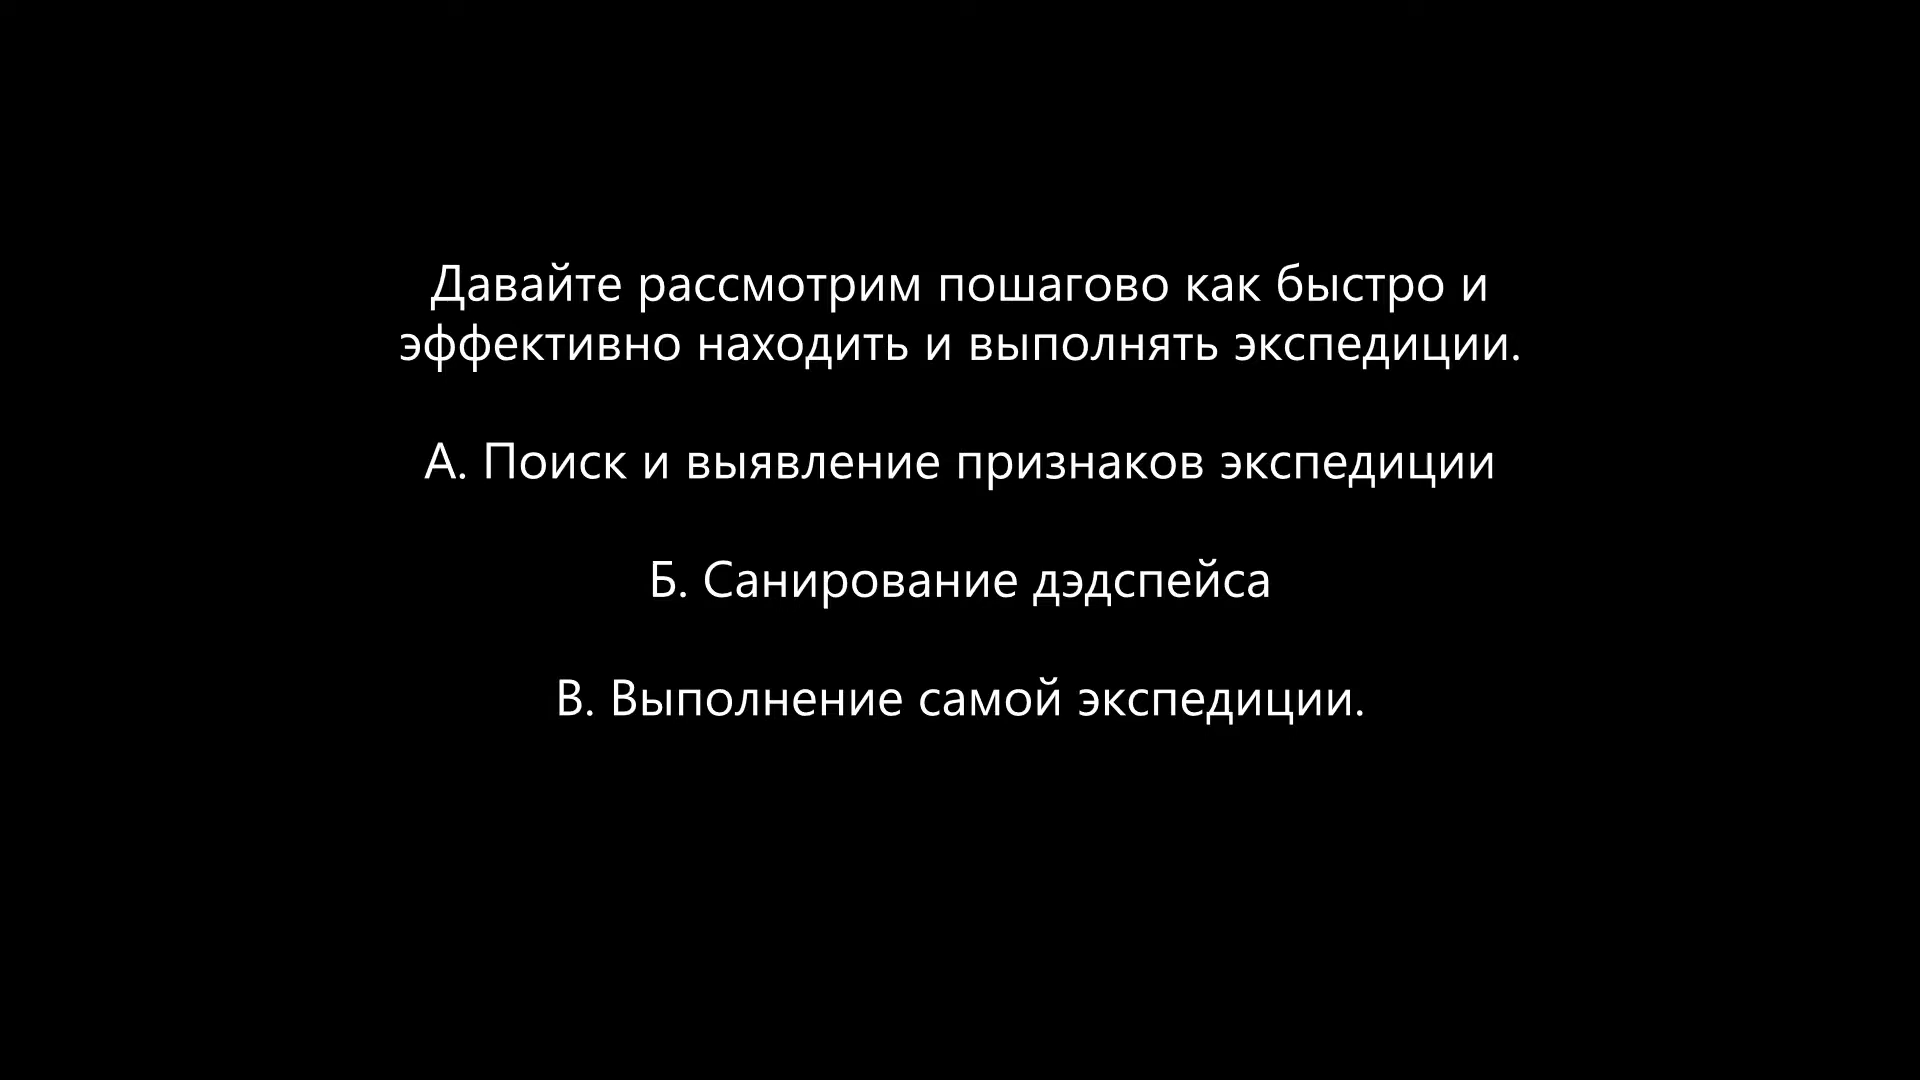 Давайте рассмотрим пошагово как быстро и
эффективно находить и выполнять экспедиции.
А. Поиск и выявление признаков экспедиции
Б. Санирование дэдспейса
В. Выполнение самой экспедиции.